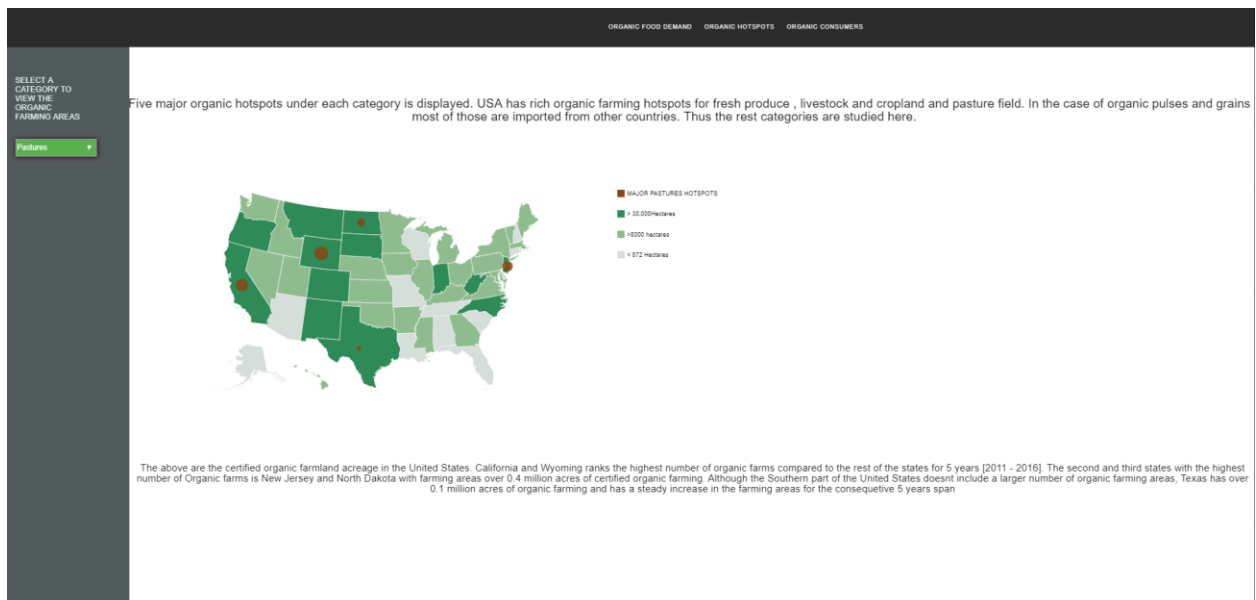 ORGANIC FOOD DEMAND ORGANIC HOTSPOTS ORGANIC CONSUMERS
SELECT A
CATEGORY TO
VIEW THE
ORGANIC
FARMING AREAS
Pastures
Five major organic hotspots under each category is displayed. USA has rich organic farming hotspots for fresh produce , livestock and cropland and pasture field. In the case of organic pulses and grains
most of those are imported from other countries. Thus the rest categories are studied here.
MAJOR PASTURES HOTSPOTS
> 30,000Hectares
>8000 hectares
< 872 Hectares
The above are the certified organic farmland acreage in the United States. California and Wyoming ranks the highest number of organic farms compared to the rest of the states for 5 years [2011 - 2016]. The second and third states with the highest
number of Organic farms is New Jersey and North Dakota with farming areas over 0.4 million acres of certified organic farming. Although the Southern part of the United States doesnt include a larger number of organic farming areas, Texas has over
0.1 million acres of organic farming and has a steady increase in the farming areas for the consequetive 5 years span